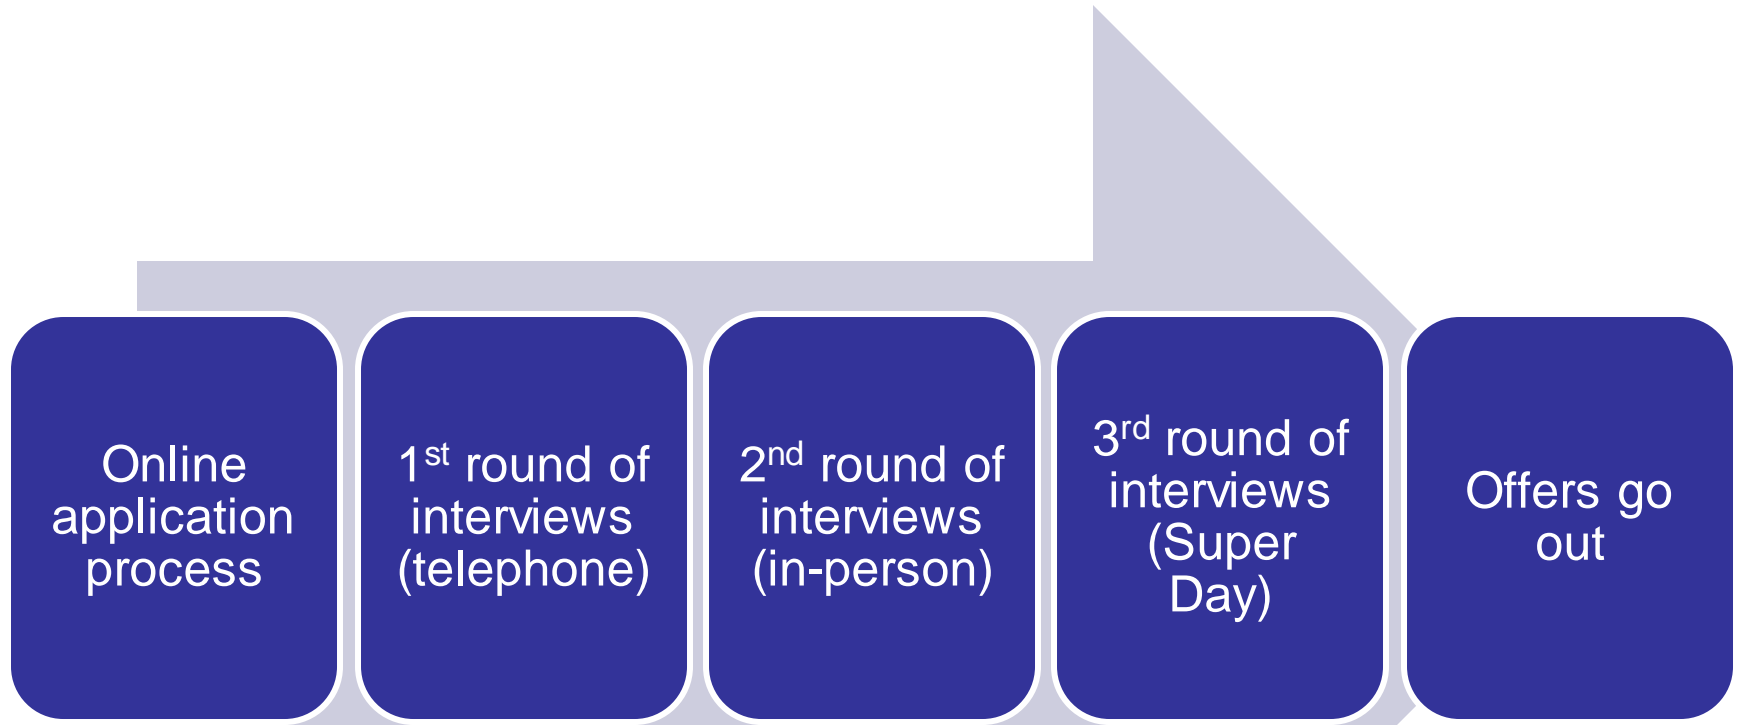 Online
application
process
1st round of
interviews
(telephone)
2nd round of
interviews
(in-person)
3rd round of
interviews
(Super
Day)
Offers go
out